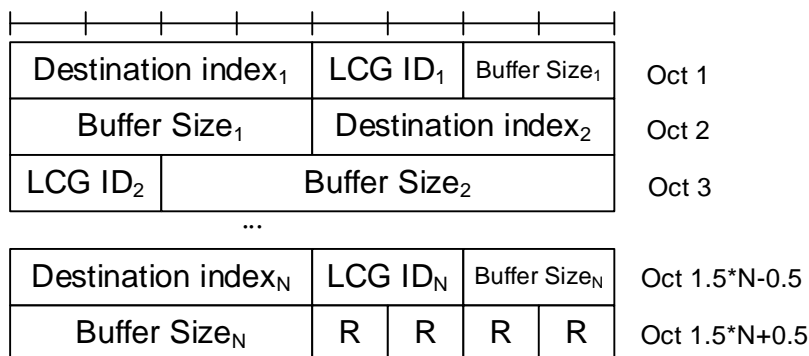 Destination index1 LCG ID1 Buffer Size1 Oct 1
Buffer Size1 Destination index2 Oct 2
LCG ID2 Buffer Size2 Oct 3
...
Destination indexN LCG IDN Buffer SizeN Oct 1.5*N-0.5
Buffer SizeN R R R R Oct 1.5*N+0.5